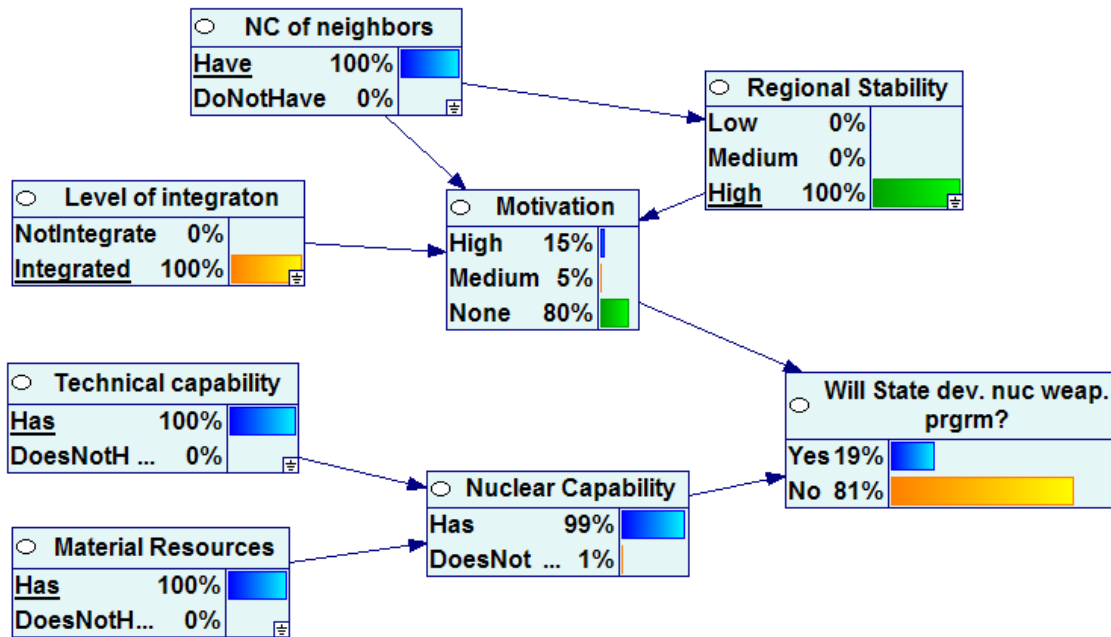 NC of neighbors
Have 100%
DoNotHave 0%
Regional Stability
Low 0%
Medium 0%
High 100%
Level of integraton
NotIntegrate 0%
Integrated 100%
Motivation
High 15%
Medium 5%
None 80%
Technical capability
Has 100%
DoesNotH ... 0%
Will State dev. nuc weap.
prgrm?
Yes 19%
No 81%
Nuclear Capability
Has 99%
DoesNot ... 1%
Material Resources
Has 100%
DoesNotH... 0%